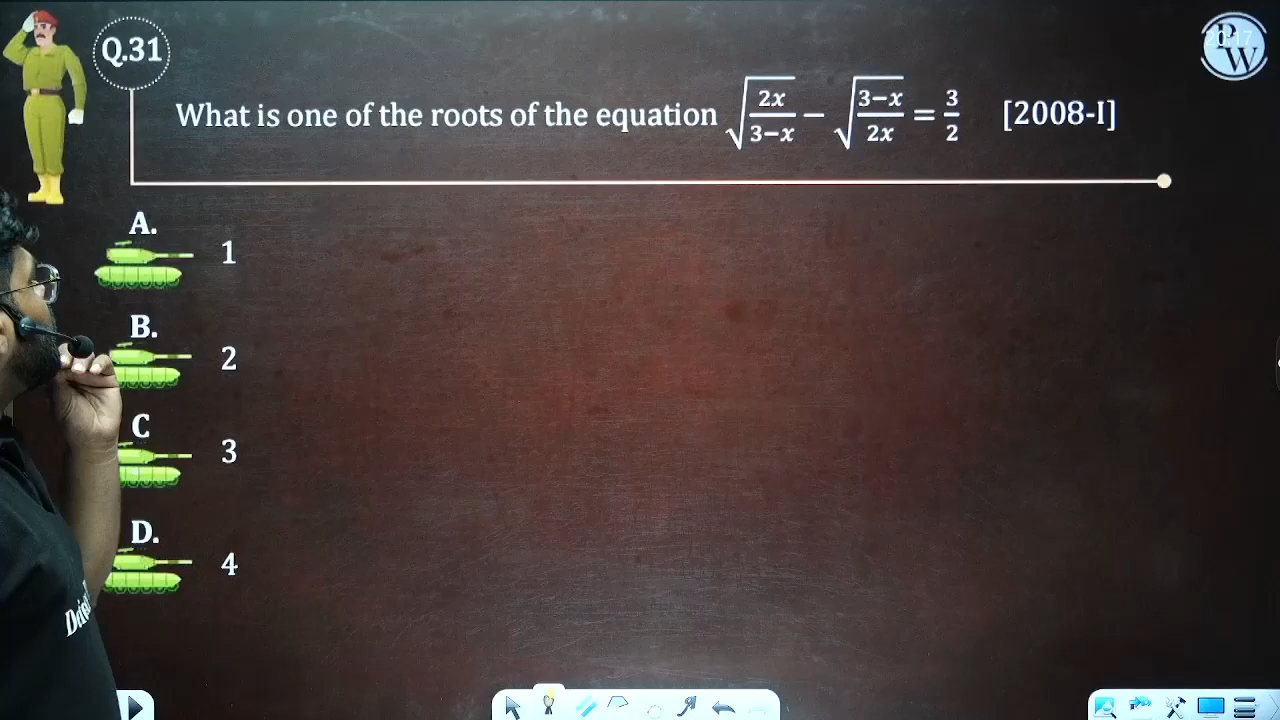 Q.31
What is one of the roots of the equation √(2x/(3−x)) − √((3−x)/2x) = 3/2 [2008-I]
PW
A.
1
B.
2
C
3
D.
4